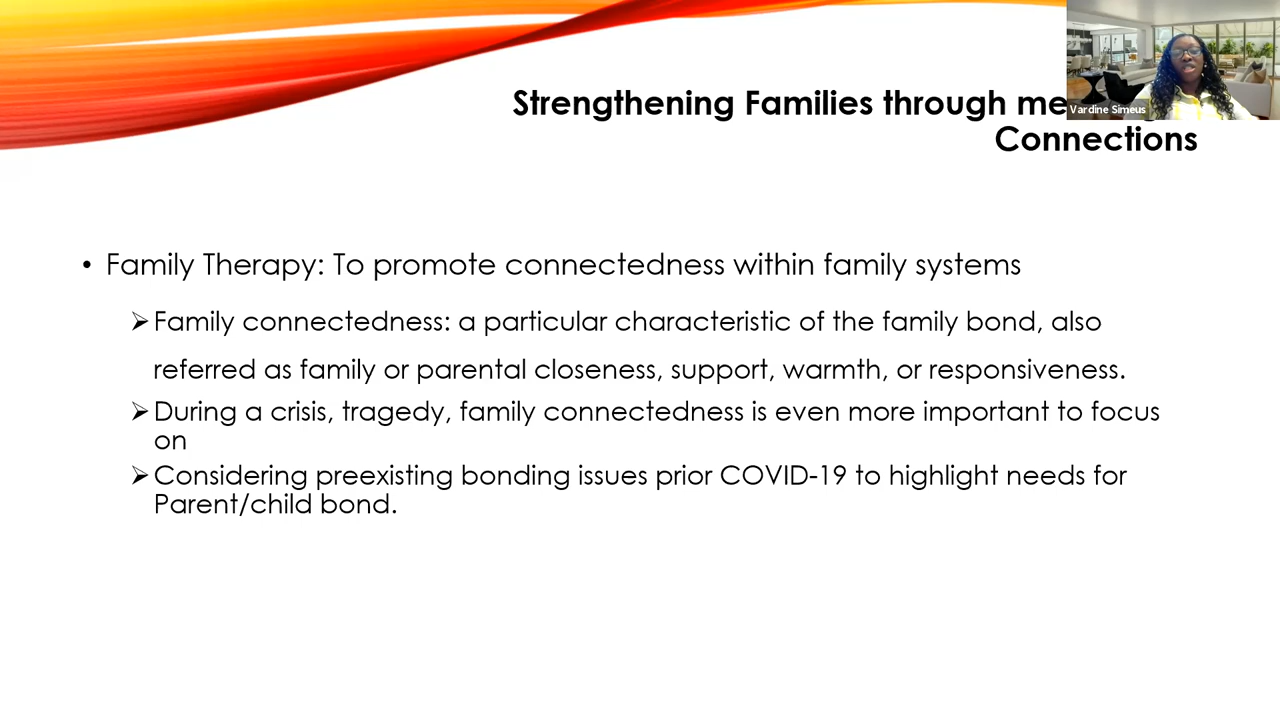 Strengthening Families through
Connections
Vardine Simeus
• Family Therapy: To promote connectedness within family systems
➢Family connectedness: a particular characteristic of the family bond, also
referred as family or parental closeness, support, warmth, or responsiveness.
➢During a crisis, tragedy, family connectedness is even more important to focus
on
➢Considering preexisting bonding issues prior COVID-19 to highlight needs for
Parent/child bond.